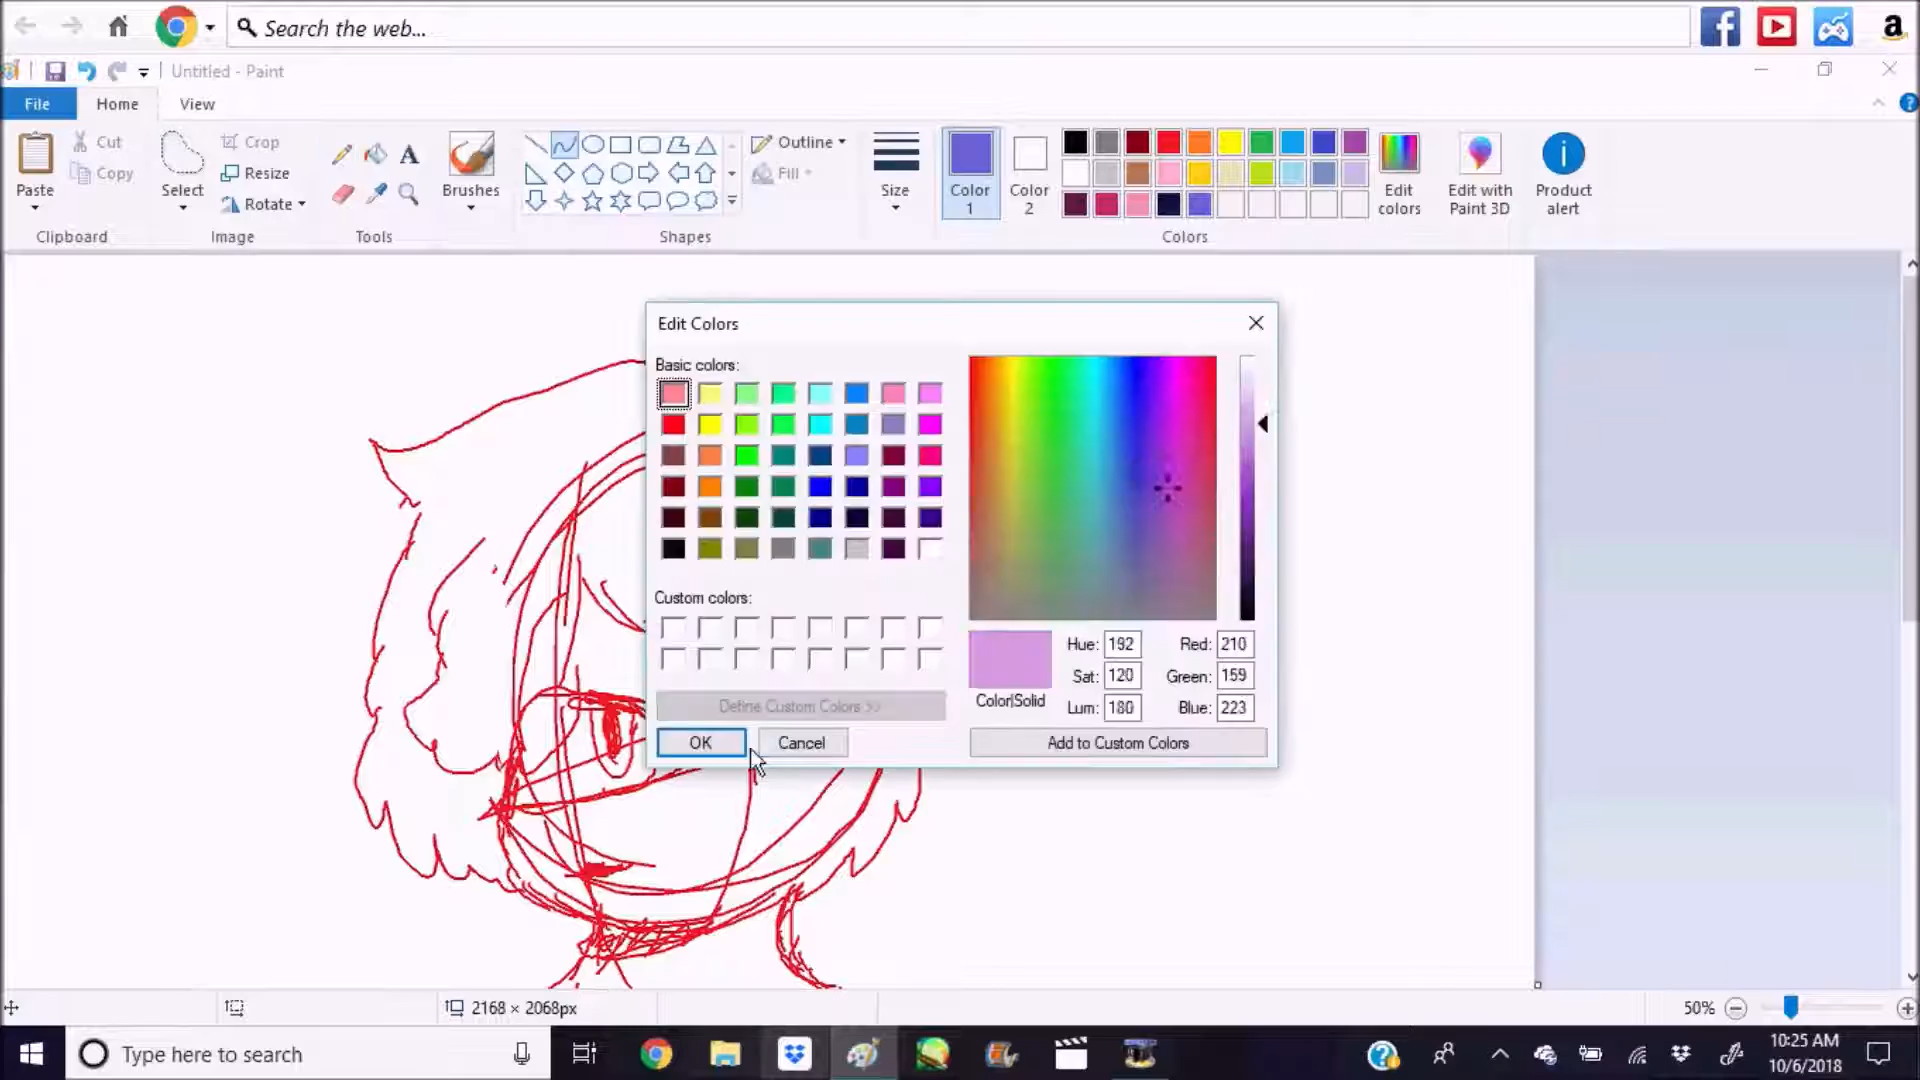 Search the web...
Untitled - Paint
File Home View
Paste
Cut
Copy
Clipboard
Select
Crop
Resize
Rotate
Image
A
Tools
Brushes
Outline
Fill
Shapes
Size
Color 1
Color 2
Edit colors
Colors
Edit with Paint 3D
Product alert
Edit Colors
Basic colors:
Custom colors:
Define Custom Colors >>
OK Cancel
Color|Solid
Hue: 192 Red: 210
Sat: 120 Green: 159
Lum: 180 Blue: 223
Add to Custom Colors
2168 × 2068px
50%
Type here to search
10:25 AM
10/6/2018